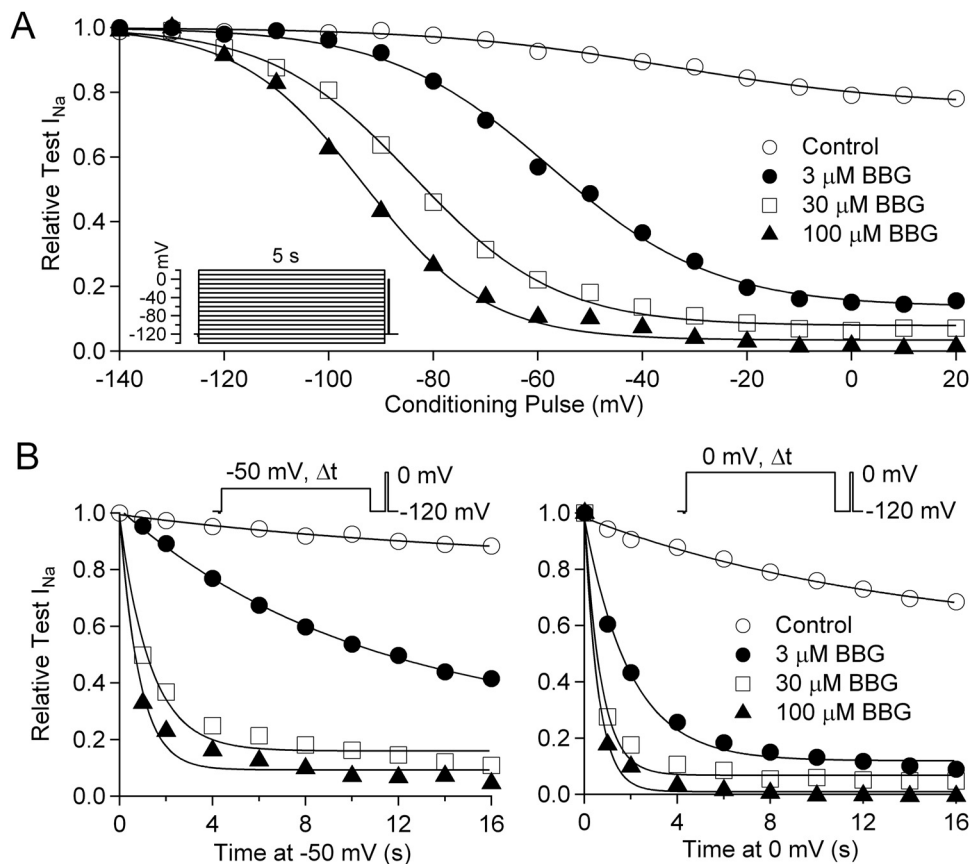 A
Relative Test I_Na
1.0
0.8
0.6
0.4
0.2
0.0
Control
3 μM BBG
30 μM BBG
100 μM BBG
5 s
mV
0
-40
-80
-120
-140 -120 -100 -80 -60 -40 -20 0 20
Conditioning Pulse (mV)
B
-50 mV, Δt
0 mV
-120 mV
Relative Test I_Na
1.0
0.8
0.6
0.4
0.2
0.0
0 4 8 12 16
Time at -50 mV (s)
0 mV, Δt
0 mV
-120 mV
1.0
0.8
0.6
0.4
0.2
0.0
Control
3 μM BBG
30 μM BBG
100 μM BBG
0 4 8 12 16
Time at 0 mV (s)